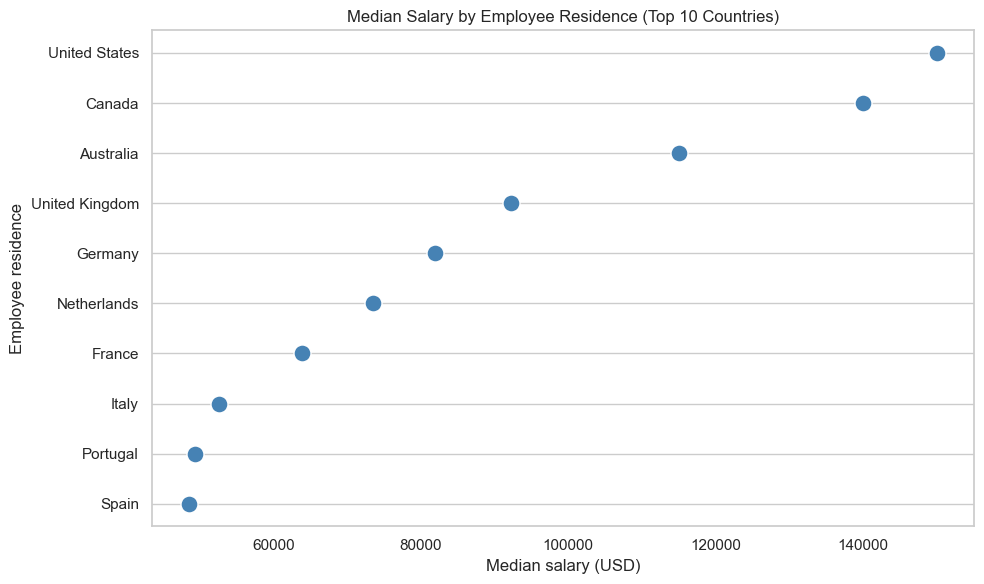 Median Salary by Employee Residence (Top 10 Countries)
Employee residence
United States
Canada
Australia
United Kingdom
Germany
Netherlands
France
Italy
Portugal
Spain
60000 80000 100000 120000 140000
Median salary (USD)